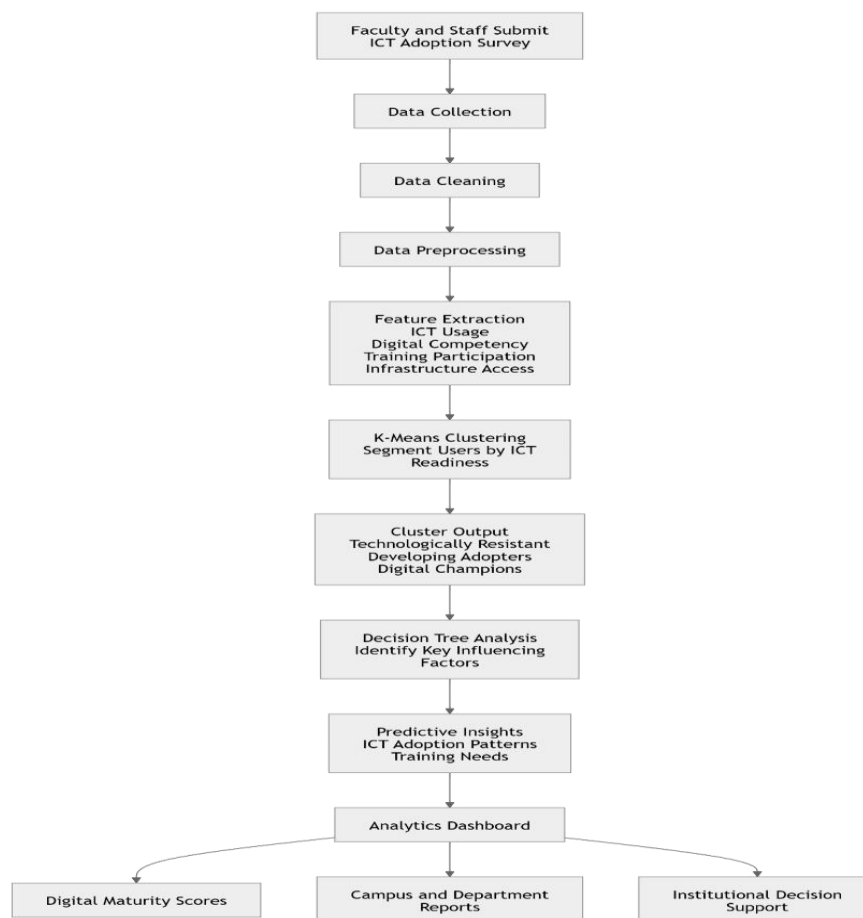 Faculty and Staff Submit
ICT Adoption Survey
Data Collection
Data Cleaning
Data Preprocessing
Feature Extraction
ICT Usage
Digital Competency
Training Participation
Infrastructure Access
K-Means Clustering
Segment Users by ICT
Readiness
Cluster Output
Technologically Resistant
Developing Adopters
Digital Champions
Decision Tree Analysis
Identify Key Influencing
Factors
Predictive Insights
ICT Adoption Patterns
Training Needs
Analytics Dashboard
Digital Maturity Scores
Campus and Department
Reports
Institutional Decision
Support